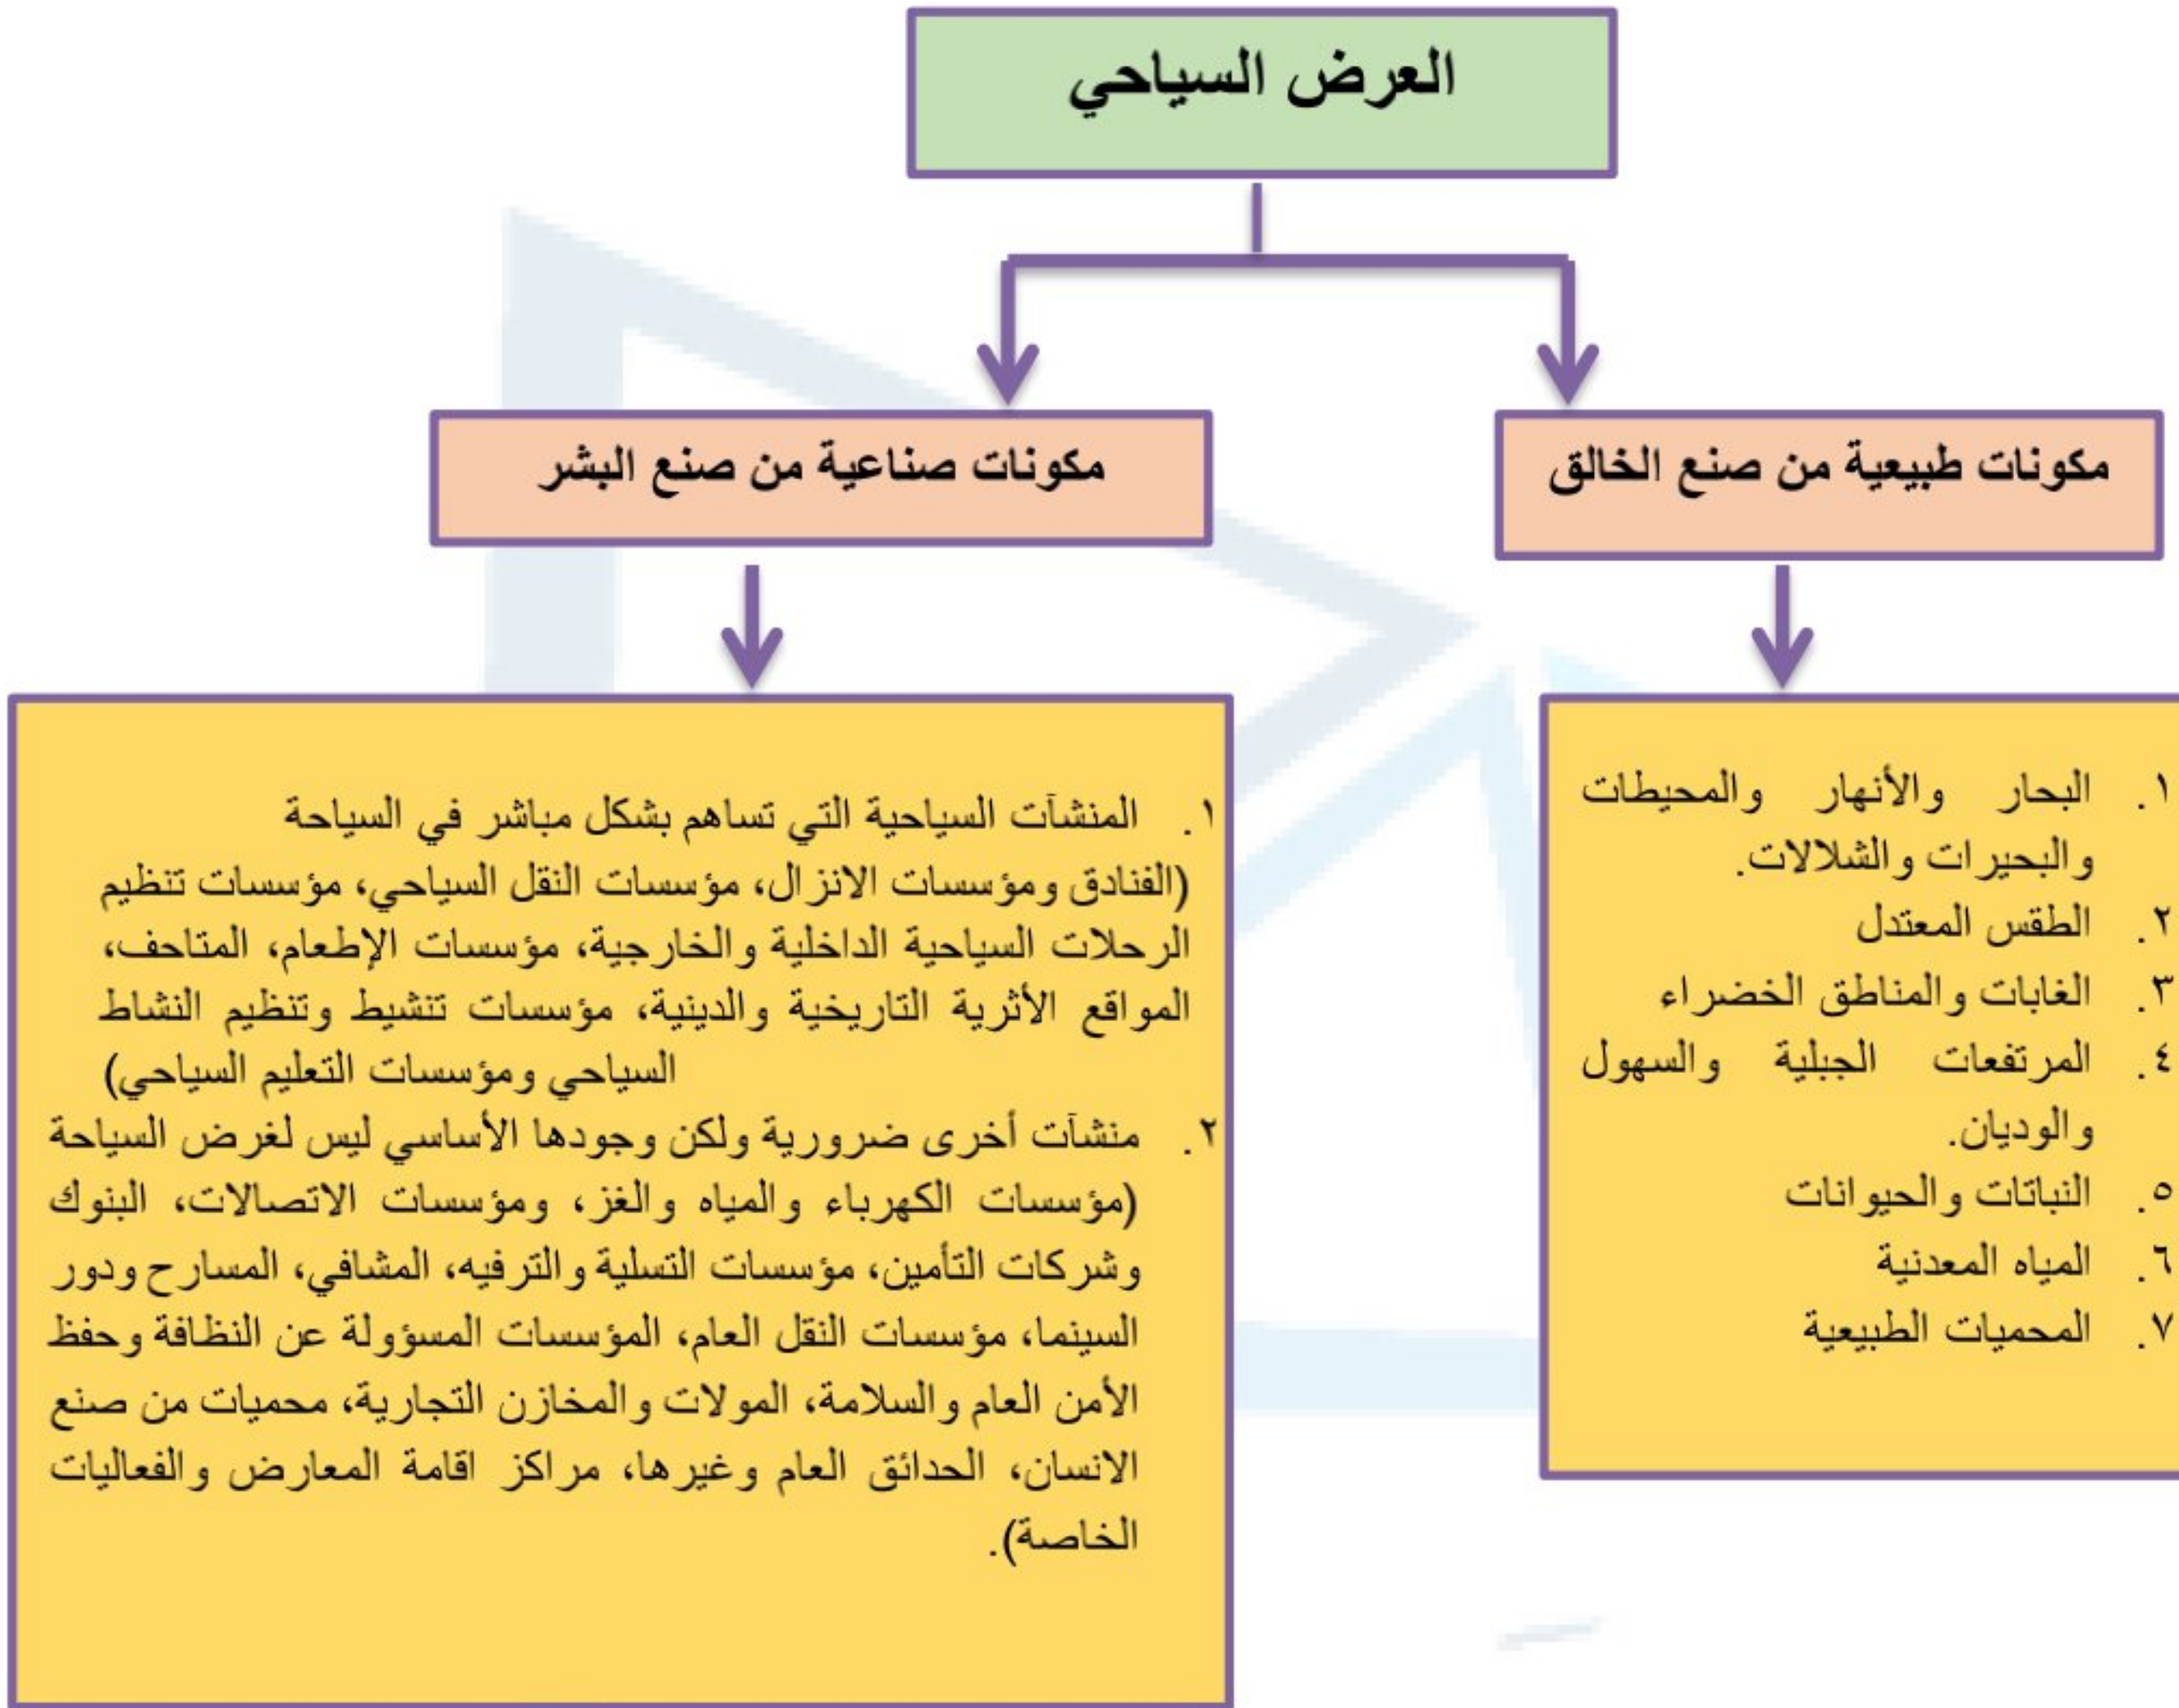 العرض السياحي
مكونات طبيعية من صنع الخالق
١. البحار والأنهار والمحيطات
والبحيرات والشلالات.
٢. الطقس المعتدل
٣. الغابات والمناطق الخضراء
٤. المرتفعات الجبلية والسهول
والوديان.
٥. النباتات والحيوانات
٦. المياه المعدنية
٧. المحميات الطبيعية
مكونات صناعية من صنع البشر
١. المنشآت السياحية التي تساهم بشكل مباشر في السياحة
(الفنادق ومؤسسات الانزال، مؤسسات النقل السياحي، مؤسسات تنظيم
الرحلات السياحية الداخلية والخارجية، مؤسسات الإطعام، المتاحف،
المواقع الأثرية التاريخية والدينية، مؤسسات تنشيط وتنظيم النشاط
السياحي ومؤسسات التعليم السياحي)
٢. منشآت أخرى ضرورية ولكن وجودها الأساسي ليس لغرض السياحة
(مؤسسات الكهرباء والمياه والغز، ومؤسسات الاتصالات، البنوك
وشركات التأمين، مؤسسات التسلية والترفيه، المشافي، المسارح ودور
السينما، مؤسسات النقل العام، المؤسسات المسؤولة عن النظافة وحفظ
الأمن العام والسلامة، المولات والمخازن التجارية، محميات من صنع
الانسان، الحدائق العام وغيرها، مراكز اقامة المعارض والفعاليات
الخاصة).